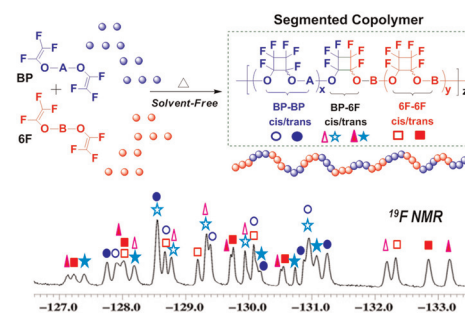 Segmented Copolymer
F F F F F F
F F F F F F F F F F F F
F F
F O A O F
BP F F
+
F F
F O B O F
6F F F
Δ
Solvent-Free
( O O A ) x ( O O B ( O O B ) y ) z
BP-BP BP-6F 6F-6F
cis/trans cis/trans cis/trans
19F NMR
−127.0 −128.0 −129.0 −130.0 −131.0 −132.0 −133.0